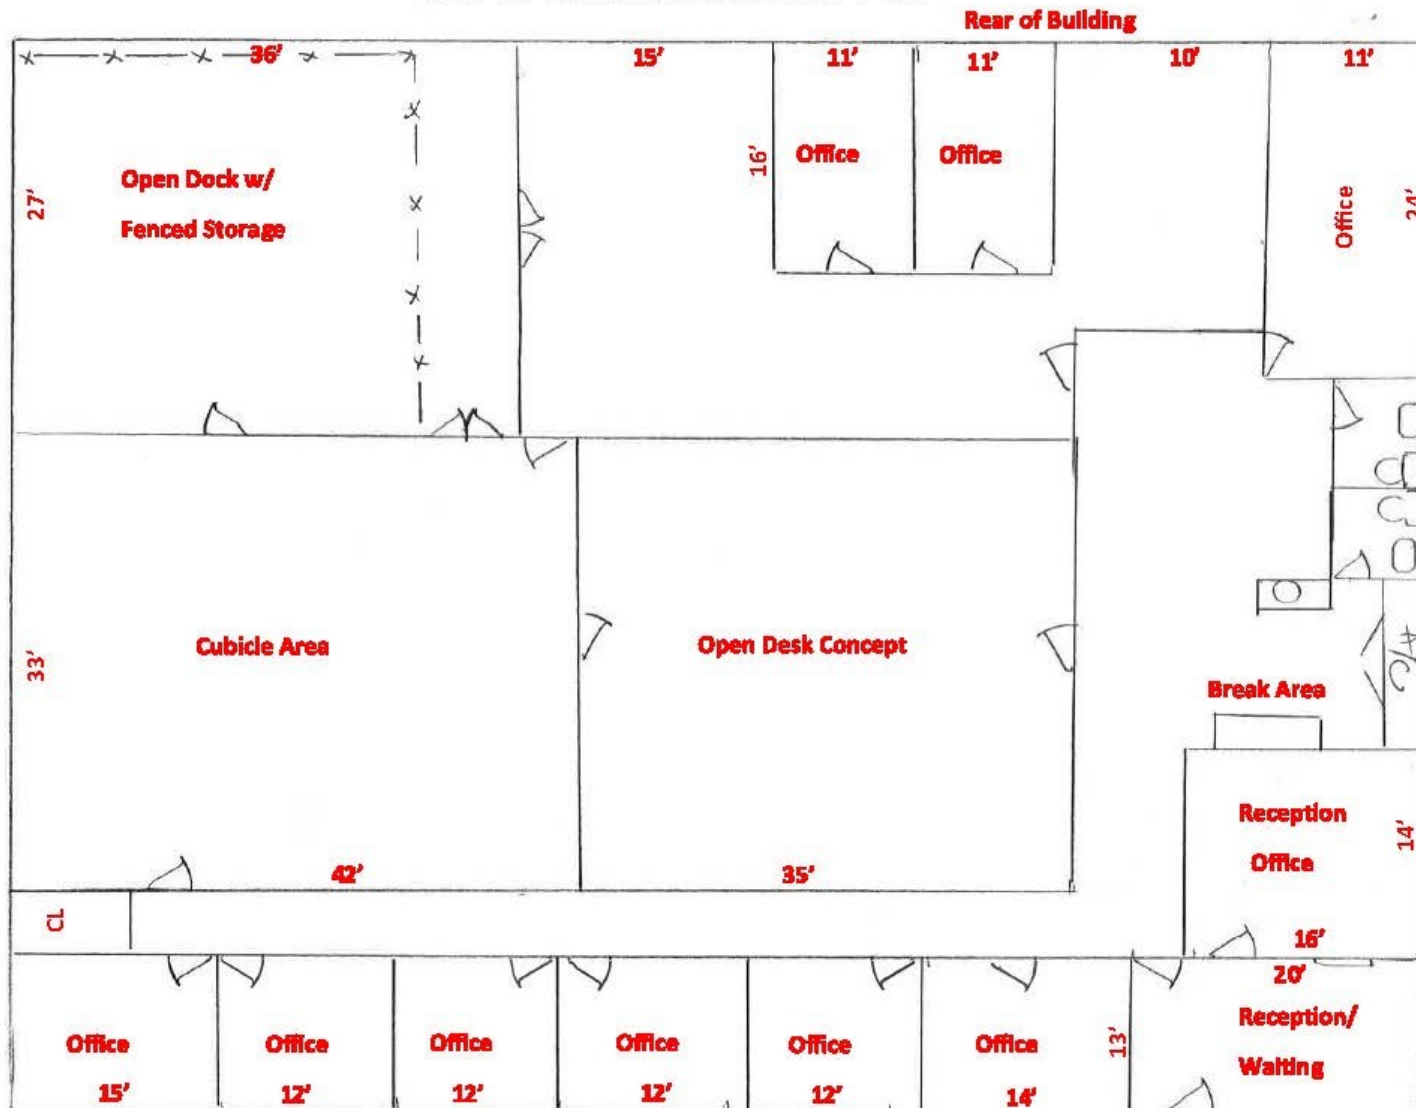 Rear of Building
36'
15'
11'
11'
10'
11'
Open Dock w/
Fenced Storage
27'
16'
Office
Office
Office
24'
Cubicle Area
33'
42'
Open Desk Concept
35'
A/C
Break Area
Reception
Office
14'
16'
CL
20'
Reception/
Waiting
13'
Office
15'
Office
12'
Office
12'
Office
12'
Office
12'
Office
14'